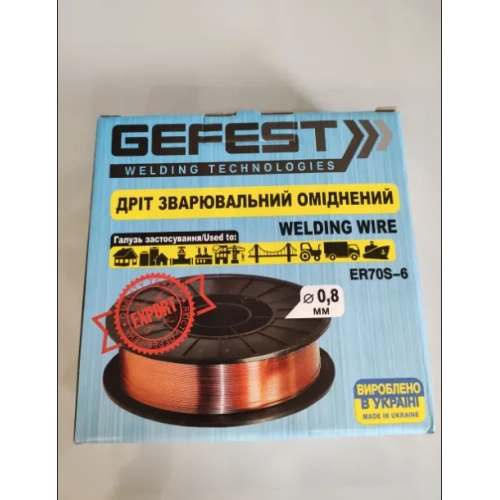 GEFEST
WELDING TECHNOLOGIES
ДРІТ ЗВАРЮВАЛЬНИЙ ОМІДНЕНИЙ
WELDING WIRE
Галузь застосування/Used to:
ER70S-6
⌀ 0,8
мм
EXPORT
ВИРОБЛЕНО
В УКРАЇНІ
MADE IN UKRAINE